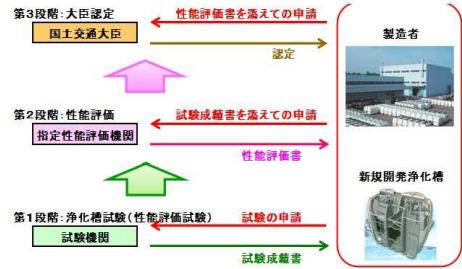 第3段階:大臣認定
性能評価書を添えての申請
国土交通大臣
認定
製造者
第2段階:性能評価
試験成績書を添えての申請
指定性能評価機関
性能評価書
新規開発浄化槽
第1段階:浄化槽試験(性能評価試験)
試験の申請
試験機関
試験成績書